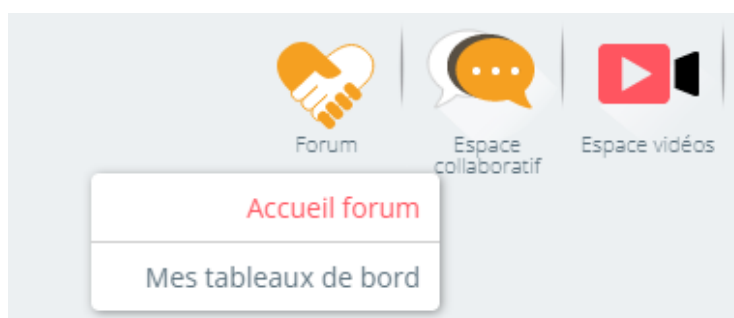 Forum
Espace
collaboratif
Espace vidéos
Accueil forum
Mes tableaux de bord